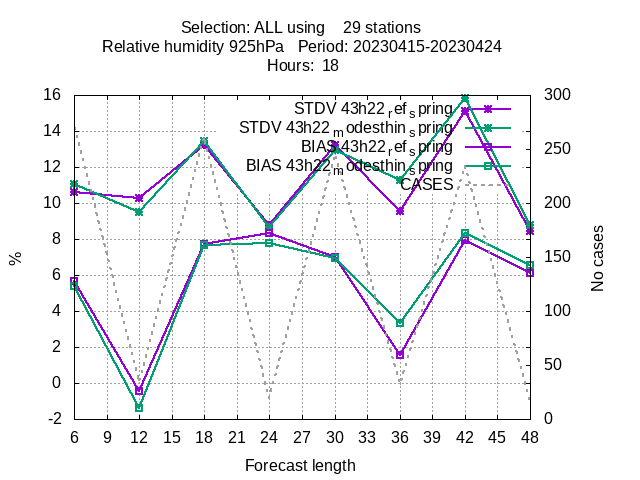 Selection: ALL using 29 stations
Relative humidity 925hPa Period: 20230415-20230424
Hours: 18
STDV 43h22_ref_spring
STDV 43h22_modesthin_spring
BIAS 43h22_ref_spring
BIAS 43h22_modesthin_spring
CASES
16
14
12
10
8
6
4
2
0
-2
%
300
250
200
150
100
50
0
No cases
6 9 12 15 18 21 24 27 30 33 36 39 42 45 48
Forecast length